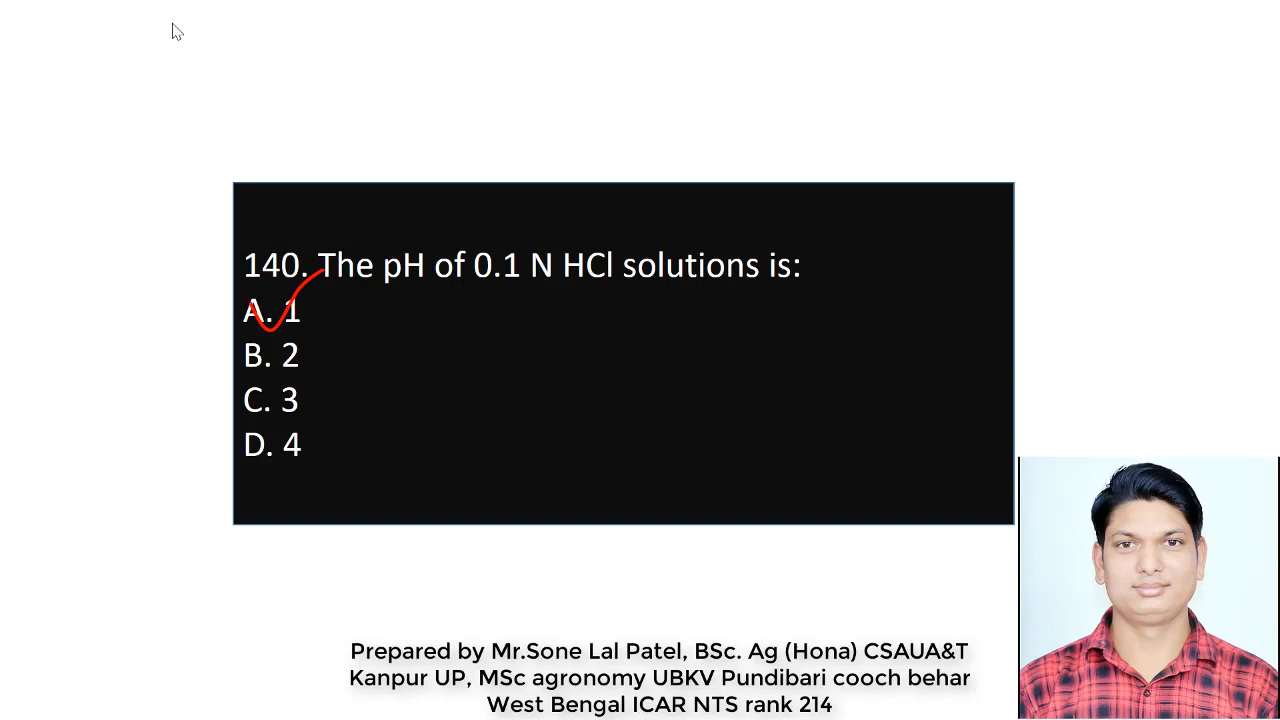 140. The pH of 0.1 N HCl solutions is:
A. 1
B. 2
C. 3
D. 4
Prepared by Mr.Sone Lal Patel, BSc. Ag (Hona) CSAUA&T
Kanpur UP, MSc agronomy UBKV Pundibari cooch behar
West Bengal ICAR NTS rank 214